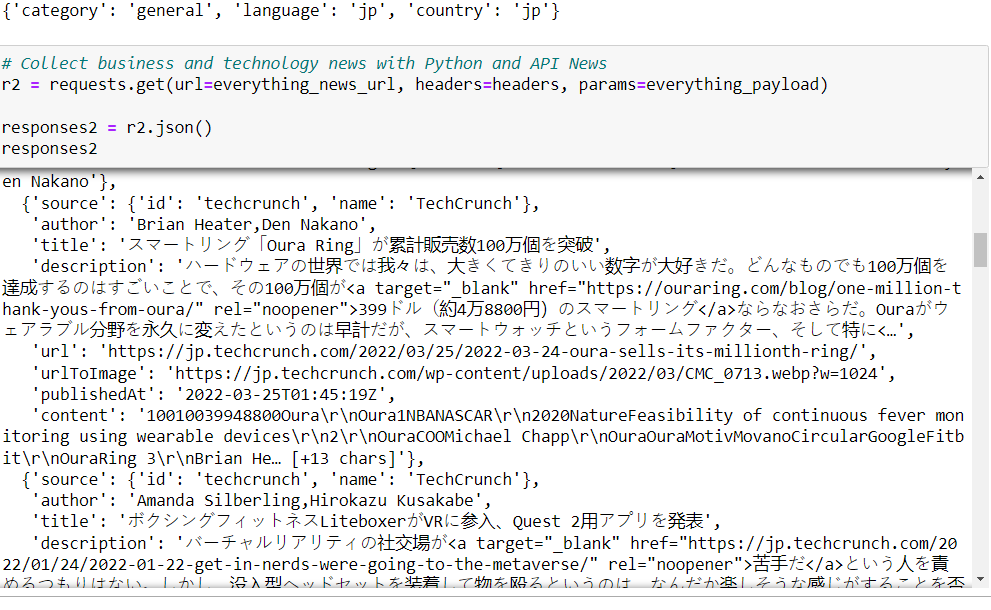 {'category': 'general', 'language': 'jp', 'country': 'jp'}
# Collect business and technology news with Python and API News
r2 = requests.get(url=everything_news_url, headers=headers, params=everything_payload)
responses2 = r2.json()
responses2
en Nakano'},
{'source': {'id': 'techcrunch', 'name': 'TechCrunch'},
'author': 'Brian Heater,Den Nakano',
'title': 'スマートリング「Oura Ring」が累計販売数100万個を突破',
'description': 'ハードウェアの世界では我々は、大きくてきりのいい数字が大好きだ。どんなものでも100万個を
達成するのはすごいことで、その100万個が<a target="_blank" href="https://ouraring.com/blog/one-million-t
hank-yous-from-oura/" rel="noopener">399ドル（約4万8800円）のスマートリング</a>ならなおさらだ。Ouraがウ
ェアラブル分野を永久に変えたというのは早計だが、スマートウォッチというフォームファクター、そして特に<…',
'url': 'https://jp.techcrunch.com/2022/03/25/2022-03-24-oura-sells-its-millionth-ring/',
'urlToImage': 'https://jp.techcrunch.com/wp-content/uploads/2022/03/CMC_0713.webp?w=1024',
'publishedAt': '2022-03-25T01:45:19Z',
'content': '10010039948800Oura\r\nOura1NBANASCAR\r\n2020NatureFeasibility of continuous fever mon
itoring using wearable devices\r\n2\r\nOuraCOOMichael Chapp\r\nOuraOuraMotivMovanoCircularGoogleFitb
it\r\nOuraRing 3\r\nBrian He… [+13 chars]'},
{'source': {'id': 'techcrunch', 'name': 'TechCrunch'},
'author': 'Amanda Silberling,Hirokazu Kusakabe',
'title': 'ボクシングフィットネスLiteboxerがVRに参入、Quest 2用アプリを発表',
'description': 'バーチャルリアリティの社交場が<a target="_blank" href="https://jp.techcrunch.com/20
22/01/24/2022-01-22-get-in-nerds-were-going-to-the-metaverse/" rel="noopener">苦手だ</a>という人を責
めるつもりはない。しかし、没入型ヘッドセットを装着して物を殴るというのは、なんだか楽しそうな感じがすることを否